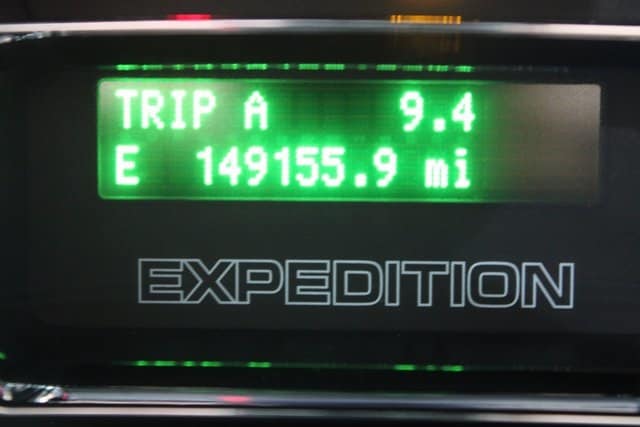 TRIP A 9.4
E 149155.9 mi
EXPEDITION